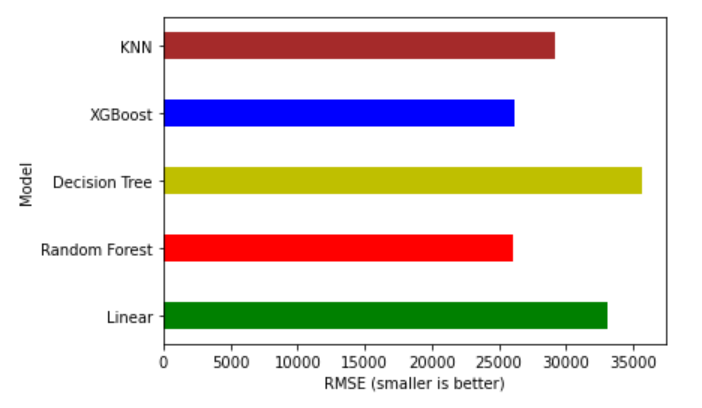 KNN
XGBoost
Decision Tree
Random Forest
Linear
Model
0 5000 10000 15000 20000 25000 30000 35000
RMSE (smaller is better)